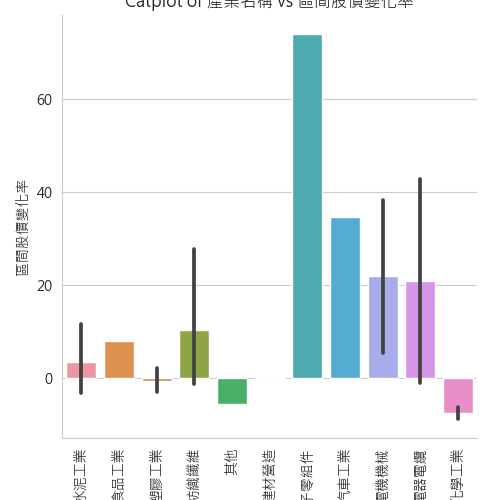 Catplot of 產業名稱 vs 區間股價變化率
區間股價變化率
60
40
20
0
水泥工業
食品工業
塑膠工業
紡織纖維
其他
建材營造
子零組件
汽車工業
電機機械
電器電纜
化學工業